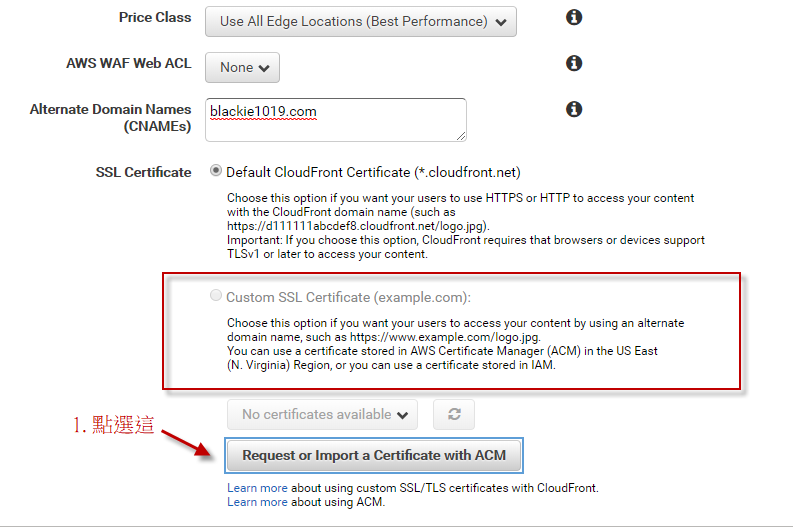 Price Class
Use All Edge Locations (Best Performance)
AWS WAF Web ACL
None
Alternate Domain Names
(CNAMEs)
blackie1019.com
SSL Certificate
Default CloudFront Certificate (*.cloudfront.net)
Choose this option if you want your users to use HTTPS or HTTP to access your content
with the CloudFront domain name (such as
https://d111111abcdef8.cloudfront.net/logo.jpg).
Important: If you choose this option, CloudFront requires that browsers or devices support
TLSv1 or later to access your content.
Custom SSL Certificate (example.com):
Choose this option if you want your users to access your content by using an alternate
domain name, such as https://www.example.com/logo.jpg.
You can use a certificate stored in AWS Certificate Manager (ACM) in the US East
(N. Virginia) Region, or you can use a certificate stored in IAM.
No certificates available
1. 點選這
Request or Import a Certificate with ACM
Learn more about using custom SSL/TLS certificates with CloudFront.
Learn more about using ACM.